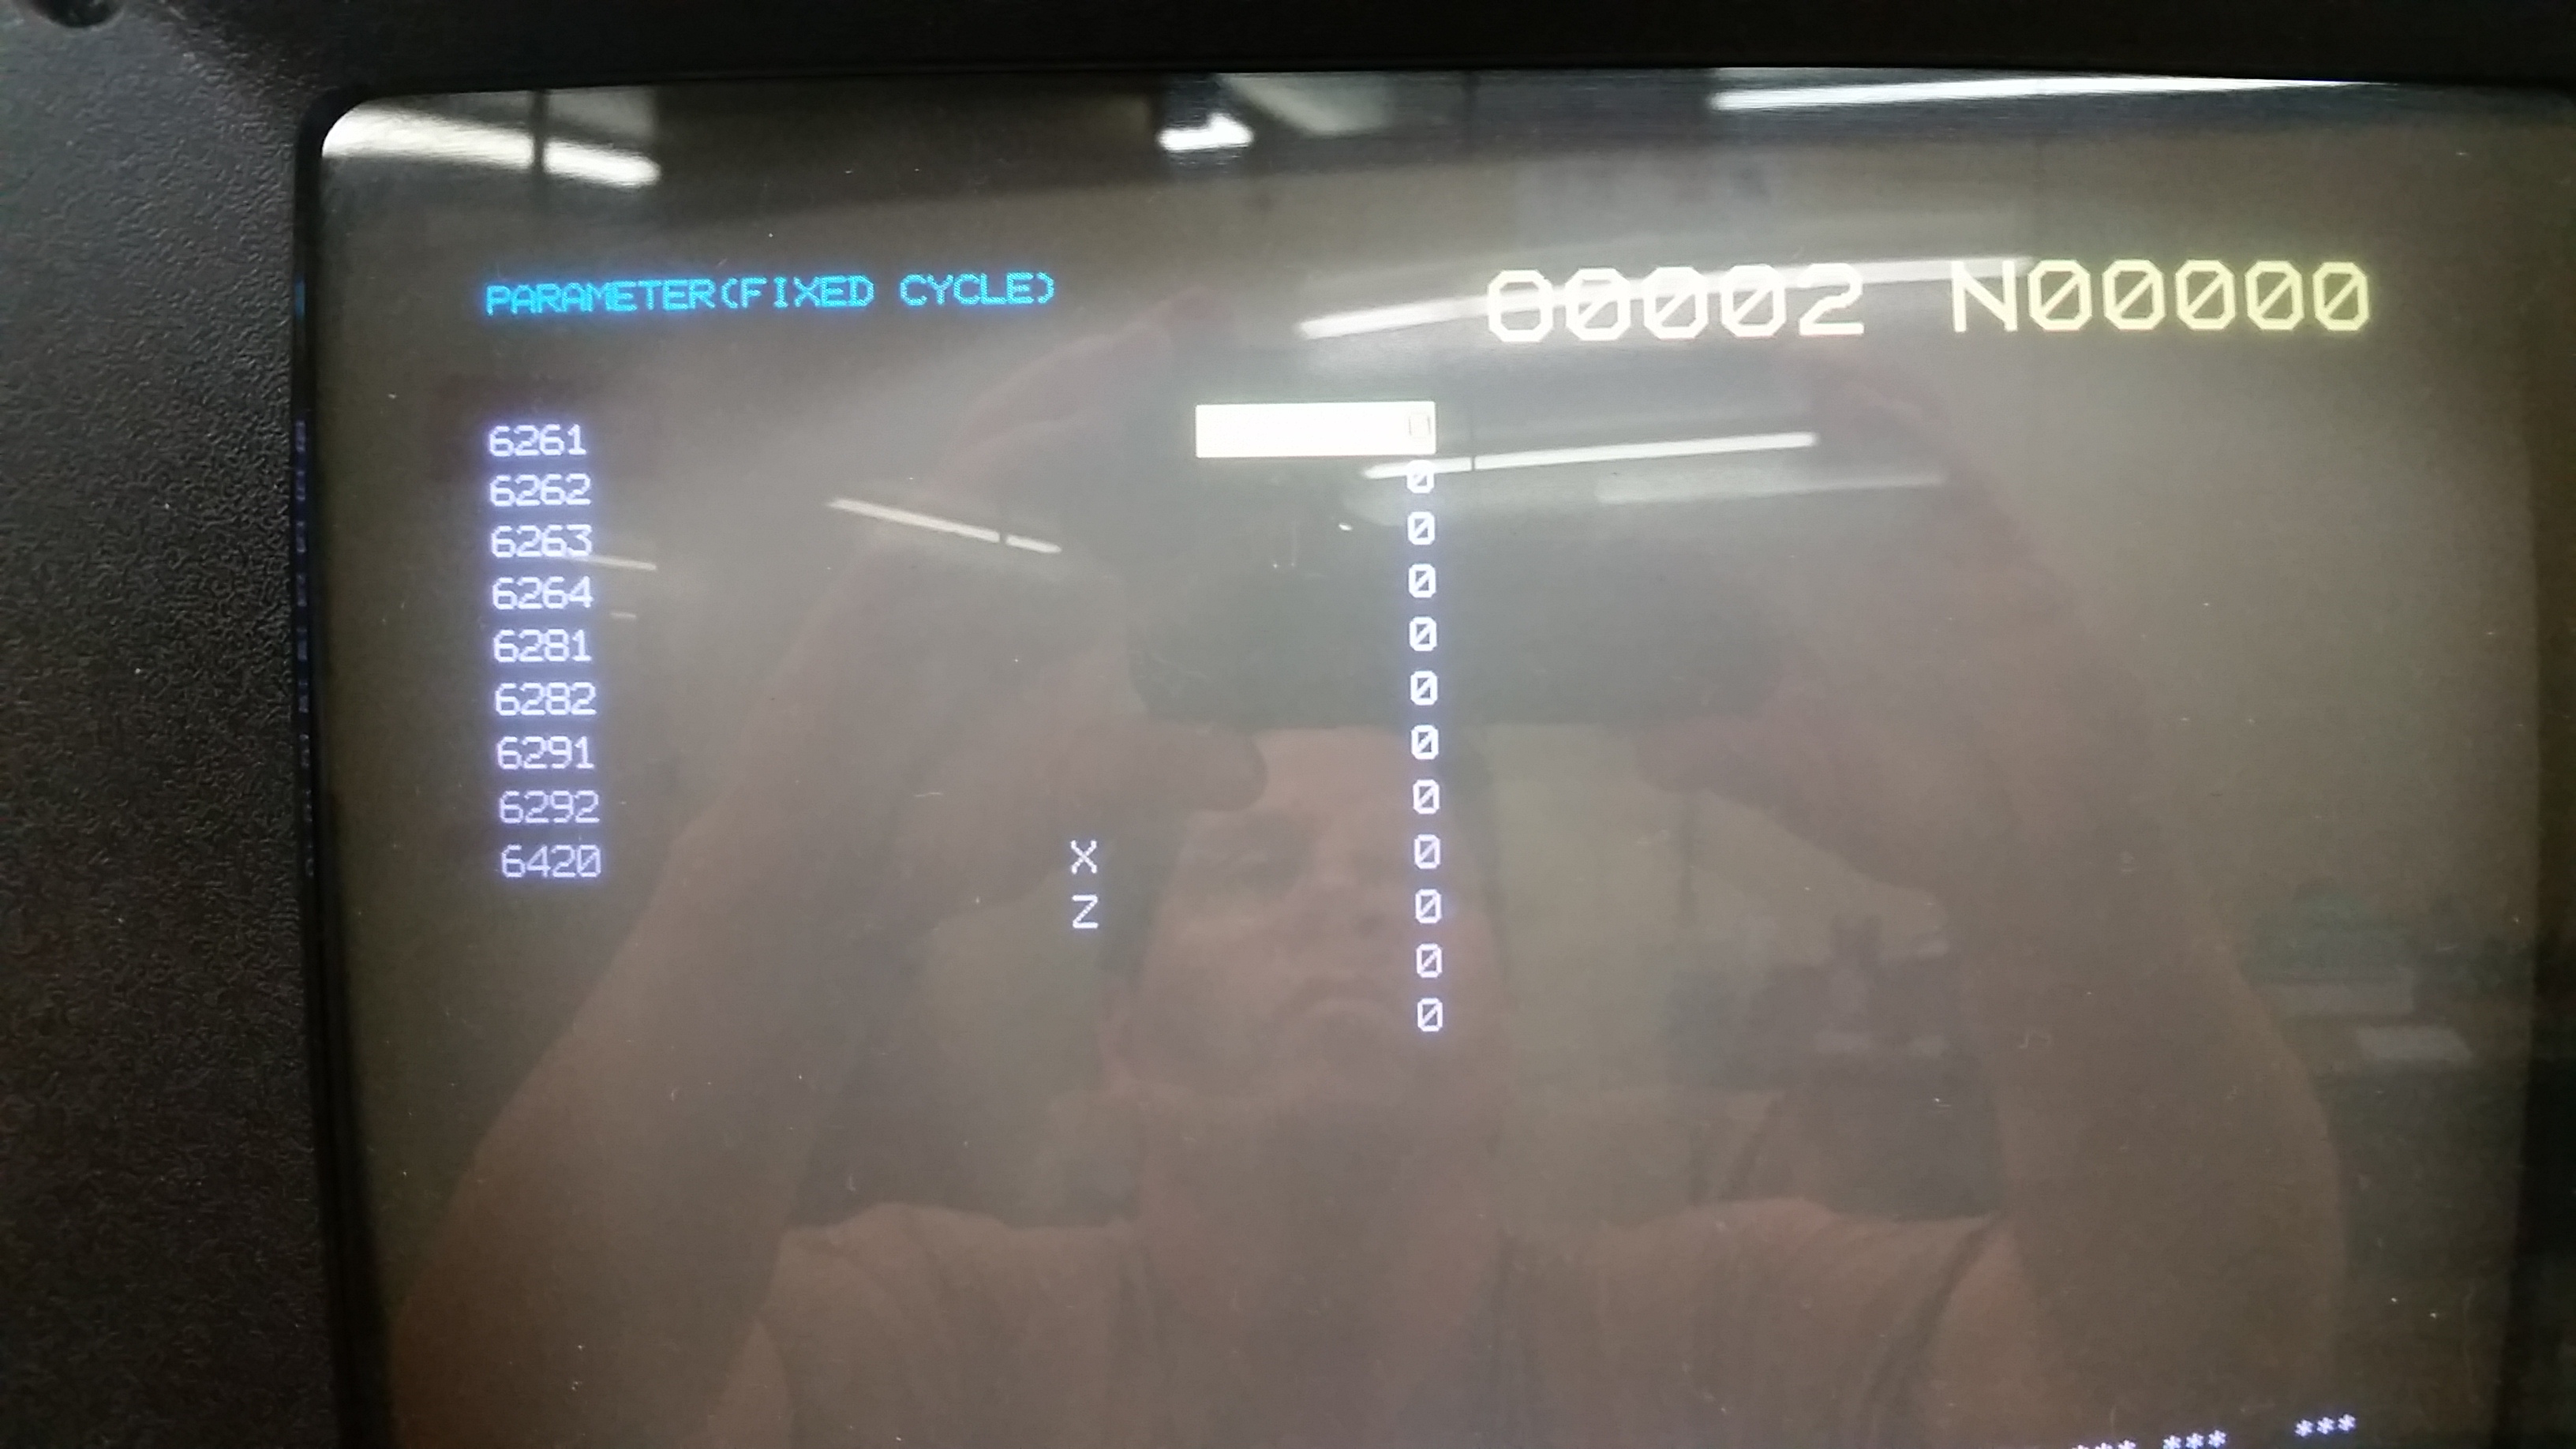 PARAMETER(FIXED CYCLE) O0002 N00000
6261 0
6262 0
6263 0
6264 0
6281 0
6282 0
6291 0
6292 0
6420 X 0
Z 0
0
0
*** *** ***